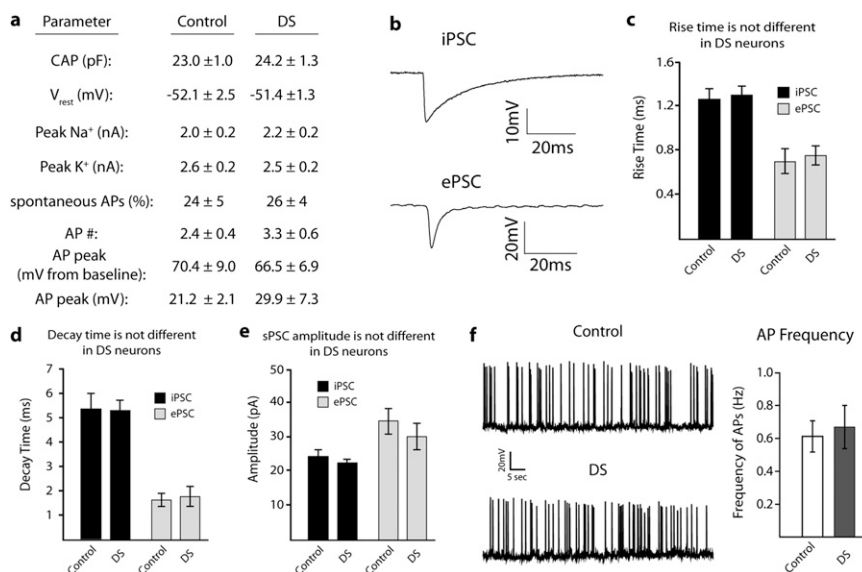 a Parameter Control DS
CAP (pF): 23.0 ±1.0 24.2 ± 1.3
Vrest (mV): -52.1 ± 2.5 -51.4 ±1.3
Peak Na⁺ (nA): 2.0 ± 0.2 2.2 ± 0.2
Peak K⁺ (nA): 2.6 ± 0.2 2.5 ± 0.2
spontaneous APs (%): 24 ± 5 26 ± 4
AP #: 2.4 ± 0.4 3.3 ± 0.6
AP peak
(mV from baseline): 70.4 ± 9.0 66.5 ± 6.9
AP peak (mV): 21.2 ± 2.1 29.9 ± 7.3
b
iPSC
10mV
20ms
ePSC
20mV
20ms
c
Rise time is not different
in DS neurons
Rise Time (ms)
1.6
1.2
0.8
0.4
iPSC
ePSC
Control
DS
Control
DS
d
Decay time is not different
in DS neurons
Decay Time (ms)
7
6
5
4
3
2
1
iPSC
ePSC
Control
DS
Control
DS
e
sPSC amplitude is not different
in DS neurons
Amplitude (pA)
50
40
30
20
10
iPSC
ePSC
Control
DS
Control
DS
f
Control
20mV
5 sec
DS
AP Frequency
Frequency of APs (Hz)
1.0
0.8
0.6
0.4
0.2
Control
DS